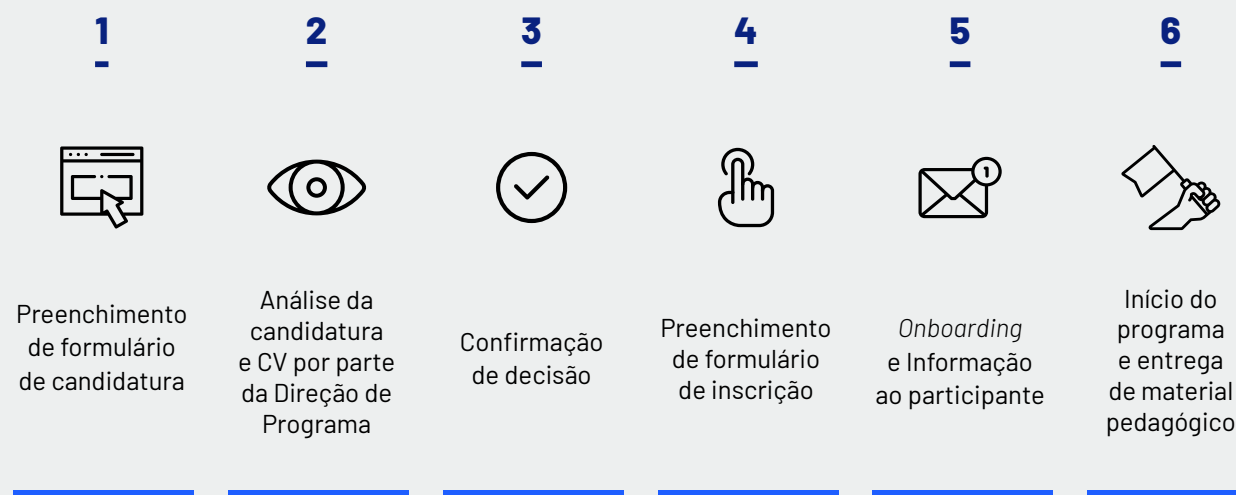 1
2
3
4
5
6
1
Preenchimento
de formulário
de candidatura
Análise da
candidatura
e CV por parte
da Direção de
Programa
Confirmação
de decisão
Preenchimento
de formulário
de inscrição
Onboarding
e Informação
ao participante
Início do
programa
e entrega
de material
pedagógico